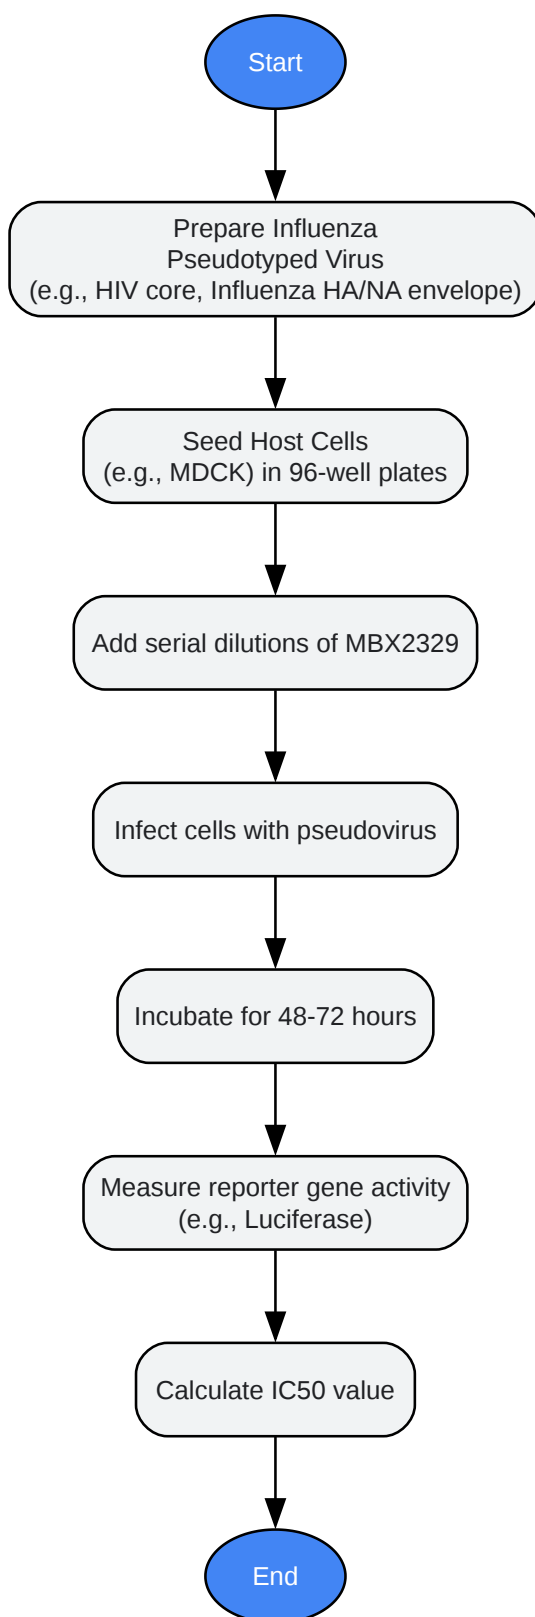 Start
Prepare Influenza
Pseudotyped Virus
(e.g., HIV core, Influenza HA/NA envelope)
Seed Host Cells
(e.g., MDCK) in 96-well plates
Add serial dilutions of MBX2329
Infect cells with pseudovirus
Incubate for 48-72 hours
Measure reporter gene activity
(e.g., Luciferase)
Calculate IC50 value
End